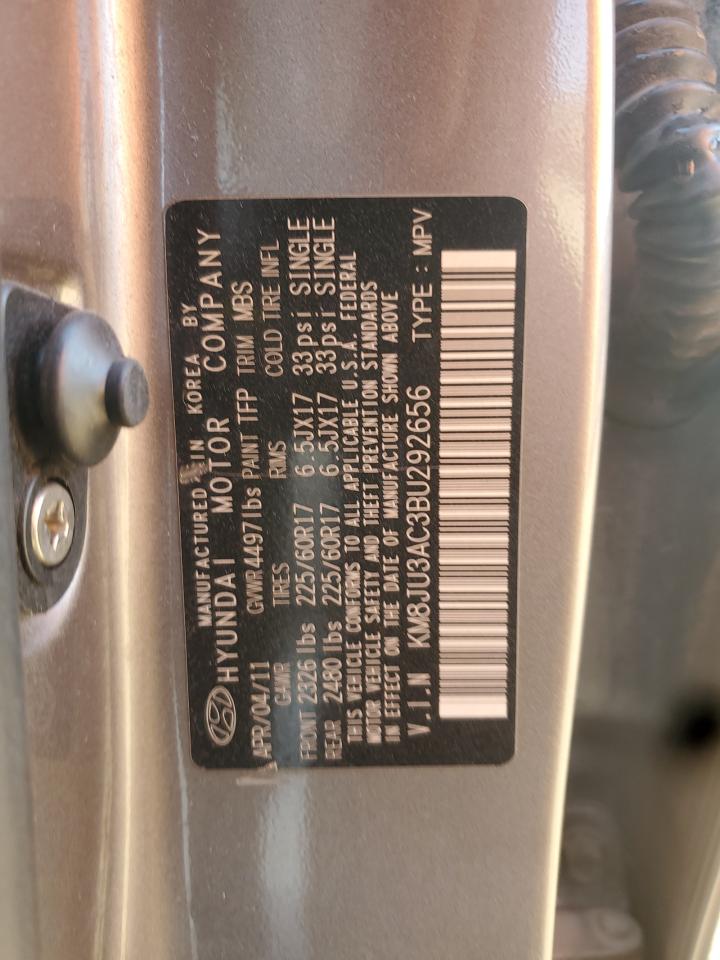 MANUFACTURED IN KOREA BY
HYUNDAI MOTOR COMPANY
APR/04/11 GVWR 4497 lbs PAINT TFP TRIM MBS
GAWR TIRES RMS COLD TIRE INFL
FRONT 2326 lbs 225/60R17 6.5JX17 33psi SINGLE
REAR 2480 lbs 225/60R17 6.5JX17 33psi SINGLE
THIS VEHICLE CONFORMS TO ALL APPLICABLE U.S.A. FEDERAL
MOTOR VEHICLE SAFETY AND THEFT PREVENTION STANDARDS
IN EFFECT ON THE DATE OF MANUFACTURE SHOWN ABOVE
V.I.N KM8JU3AC3BU292656 TYPE : MPV